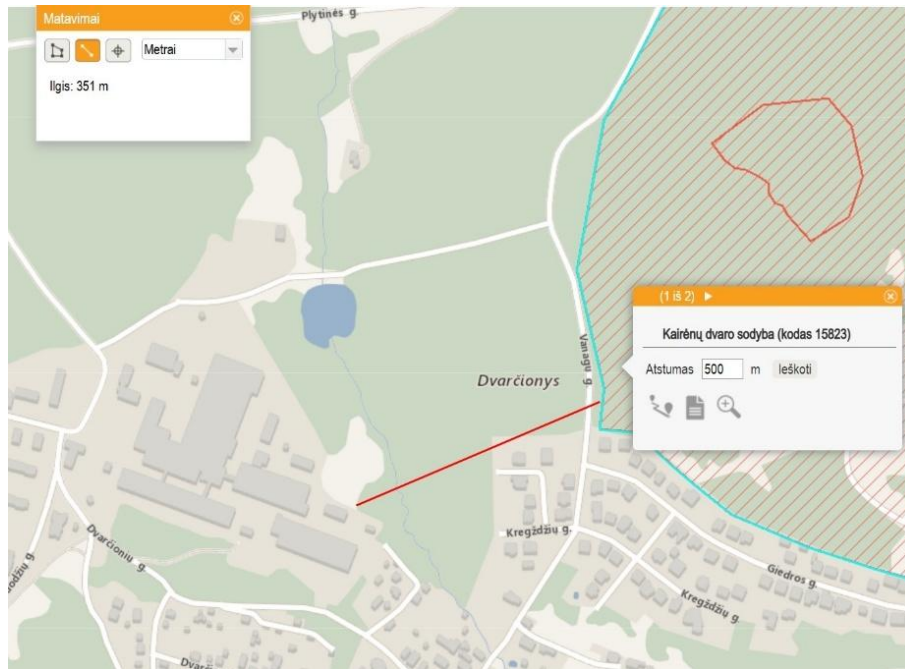 Matavimai
Metrai
Ilgis: 351 m
Plytinės g.
(1 iš 2)
Kairėnų dvaro sodyba (kodas 15823)
Atstumas 500 m Ieškoti
Vanagų g.
Dvarčionys
Kregždžių g.
Dvarčionių g.
Giedros g.
Kregždžių g.